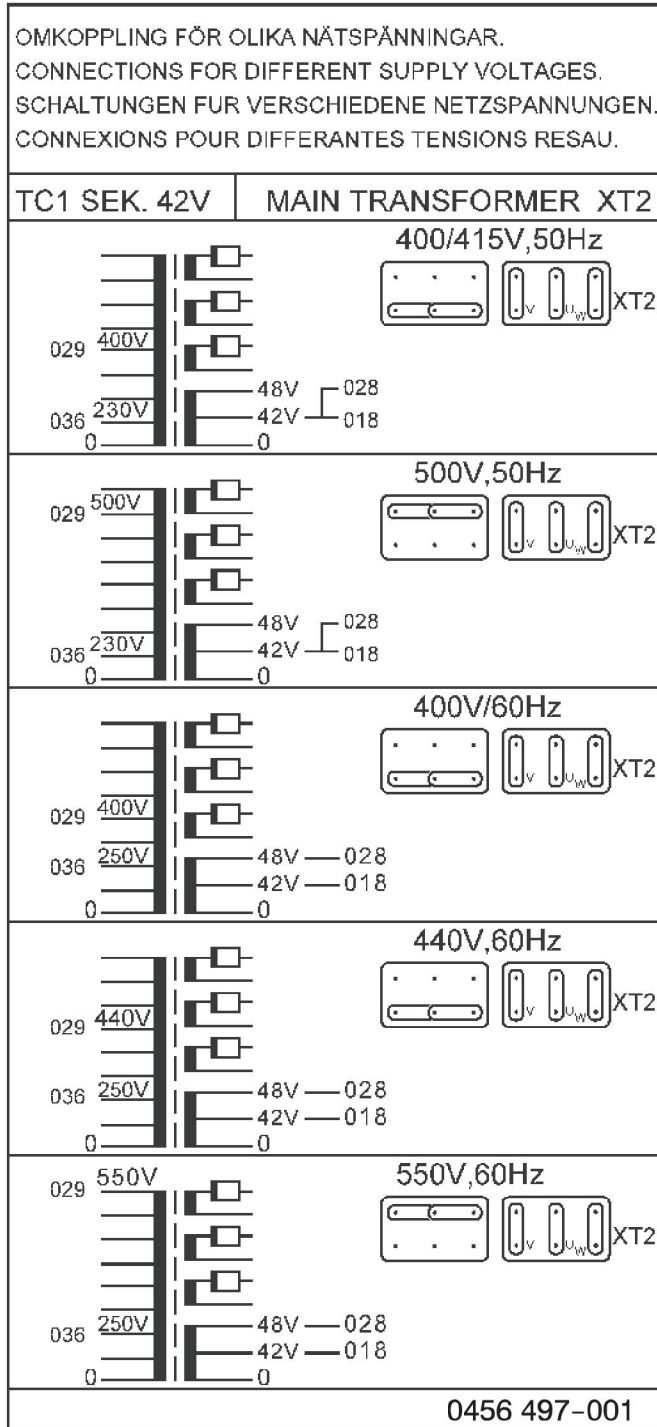 OMKOPPLING FÖR OLIKA NÄTSPÄNNINGAR.
CONNECTIONS FOR DIFFERENT SUPPLY VOLTAGES.
SCHALTUNGEN FUR VERSCHIEDENE NETZSPANNUNGEN.
CONNEXIONS POUR DIFFERANTES TENSIONS RESAU.
TC1 SEK. 42V MAIN TRANSFORMER XT2
400/415V,50Hz
V U W XT2
029 400V
48V 028
036 230V 42V 018
0 0
500V,50Hz
029 500V
V U W XT2
48V 028
036 230V 42V 018
0 0
400V/60Hz
V U W XT2
029 400V
036 250V 48V 028
42V 018
0 0
440V,60Hz
V U W XT2
029 440V
036 250V 48V 028
42V 018
0 0
550V,60Hz
029 550V
V U W XT2
036 250V 48V 028
42V 018
0 0
0456 497-001